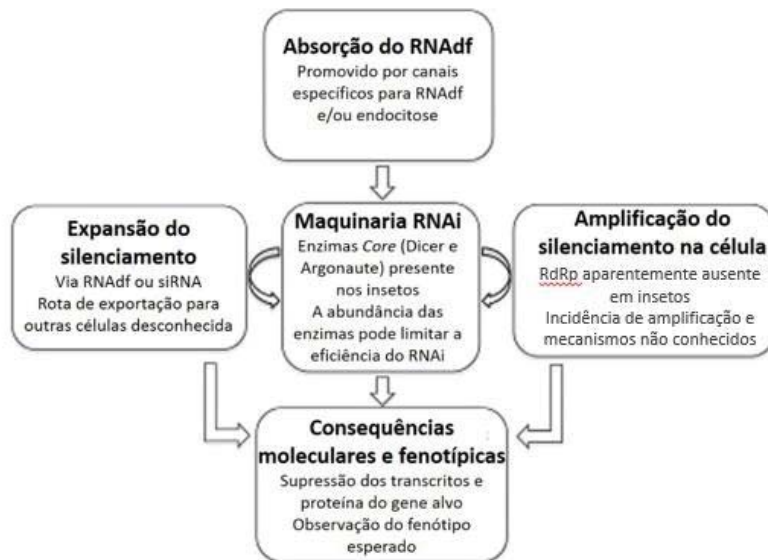 Absorção do RNAdf
Promovido por canais
específicos para RNAdf
e/ou endocitose
Expansão do
silenciamento
Via RNAdf ou siRNA
Rota de exportação para
outras células desconhecida
Maquinaria RNAi
Enzimas Core (Dicer e
Argonaute) presente
nos insetos
A abundância das
enzimas pode limitar a
eficiência do RNAi
Amplificação do
silenciamento na célula
RdRp aparentemente ausente
em insetos
Incidência de amplificação e
mecanismos não conhecidos
Consequências
moleculares e fenotípicas
Supressão dos transcritos e
proteína do gene alvo
Observação do fenótipo
esperado